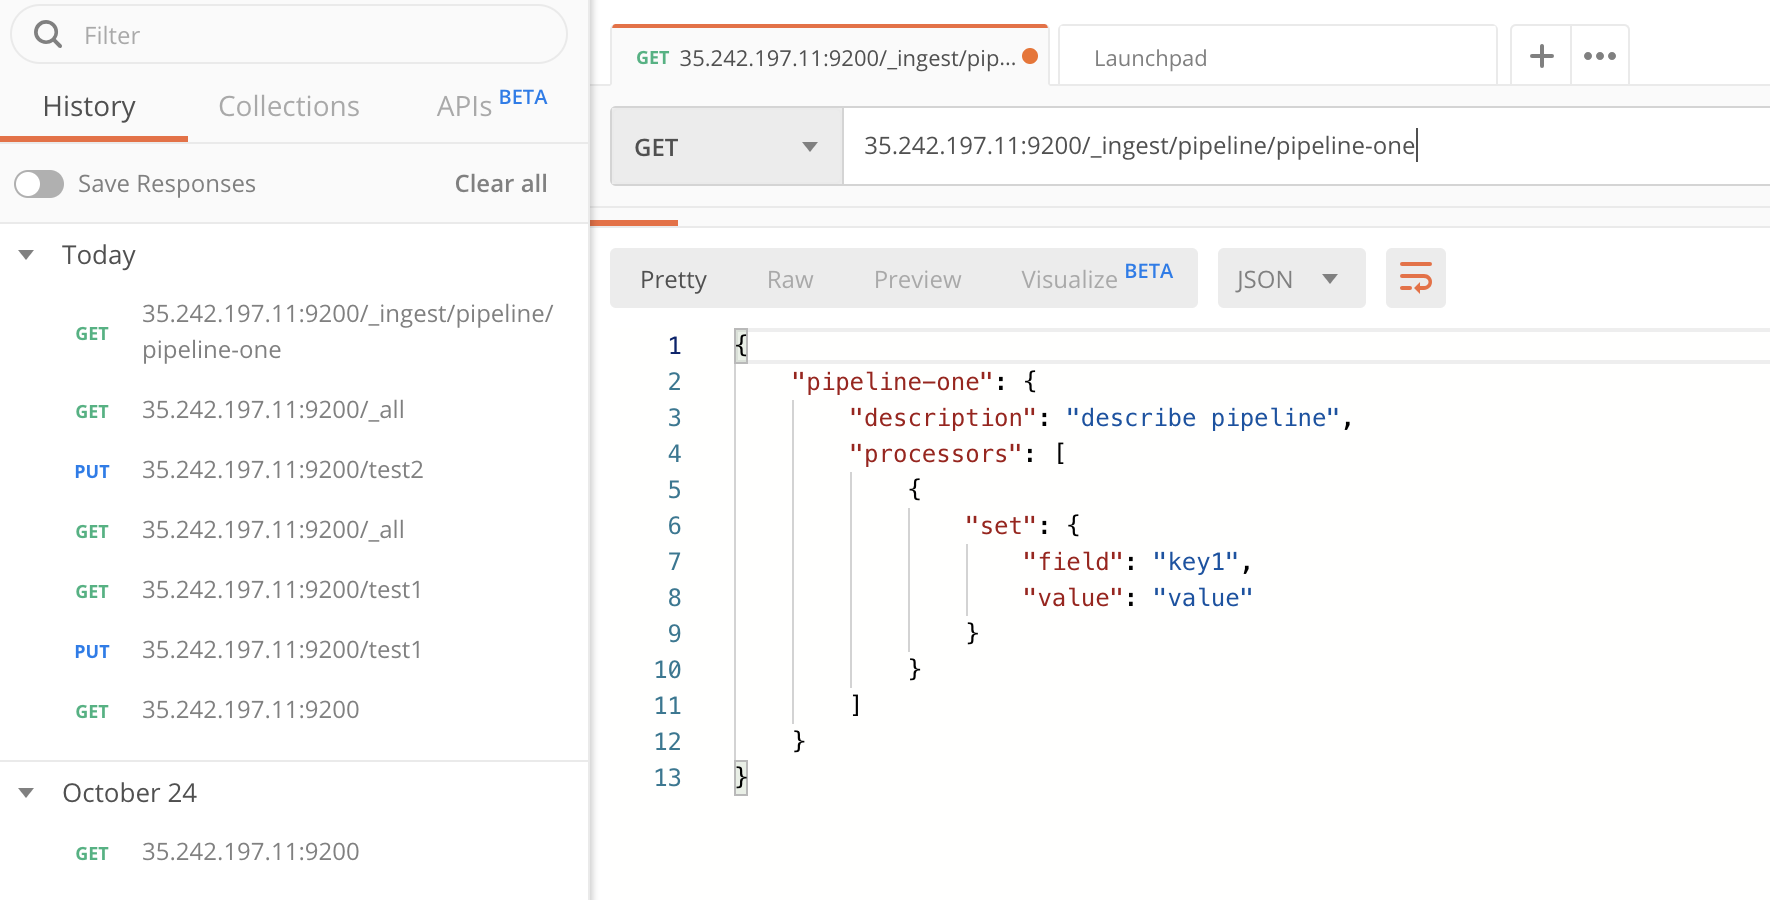 Filter
History Collections APIs BETA
Save Responses Clear all
Today
GET 35.242.197.11:9200/_ingest/pipeline/
pipeline-one
GET 35.242.197.11:9200/_all
PUT 35.242.197.11:9200/test2
GET 35.242.197.11:9200/_all
GET 35.242.197.11:9200/test1
PUT 35.242.197.11:9200/test1
GET 35.242.197.11:9200
October 24
GET 35.242.197.11:9200
GET 35.242.197.11:9200/_ingest/pip... Launchpad + •••
GET 35.242.197.11:9200/_ingest/pipeline/pipeline-one
Pretty Raw Preview Visualize BETA JSON
1 {
2 "pipeline-one": {
3 "description": "describe pipeline",
4 "processors": [
5 {
6 "set": {
7 "field": "key1",
8 "value": "value"
9 }
10 }
11 ]
12 }
13 }